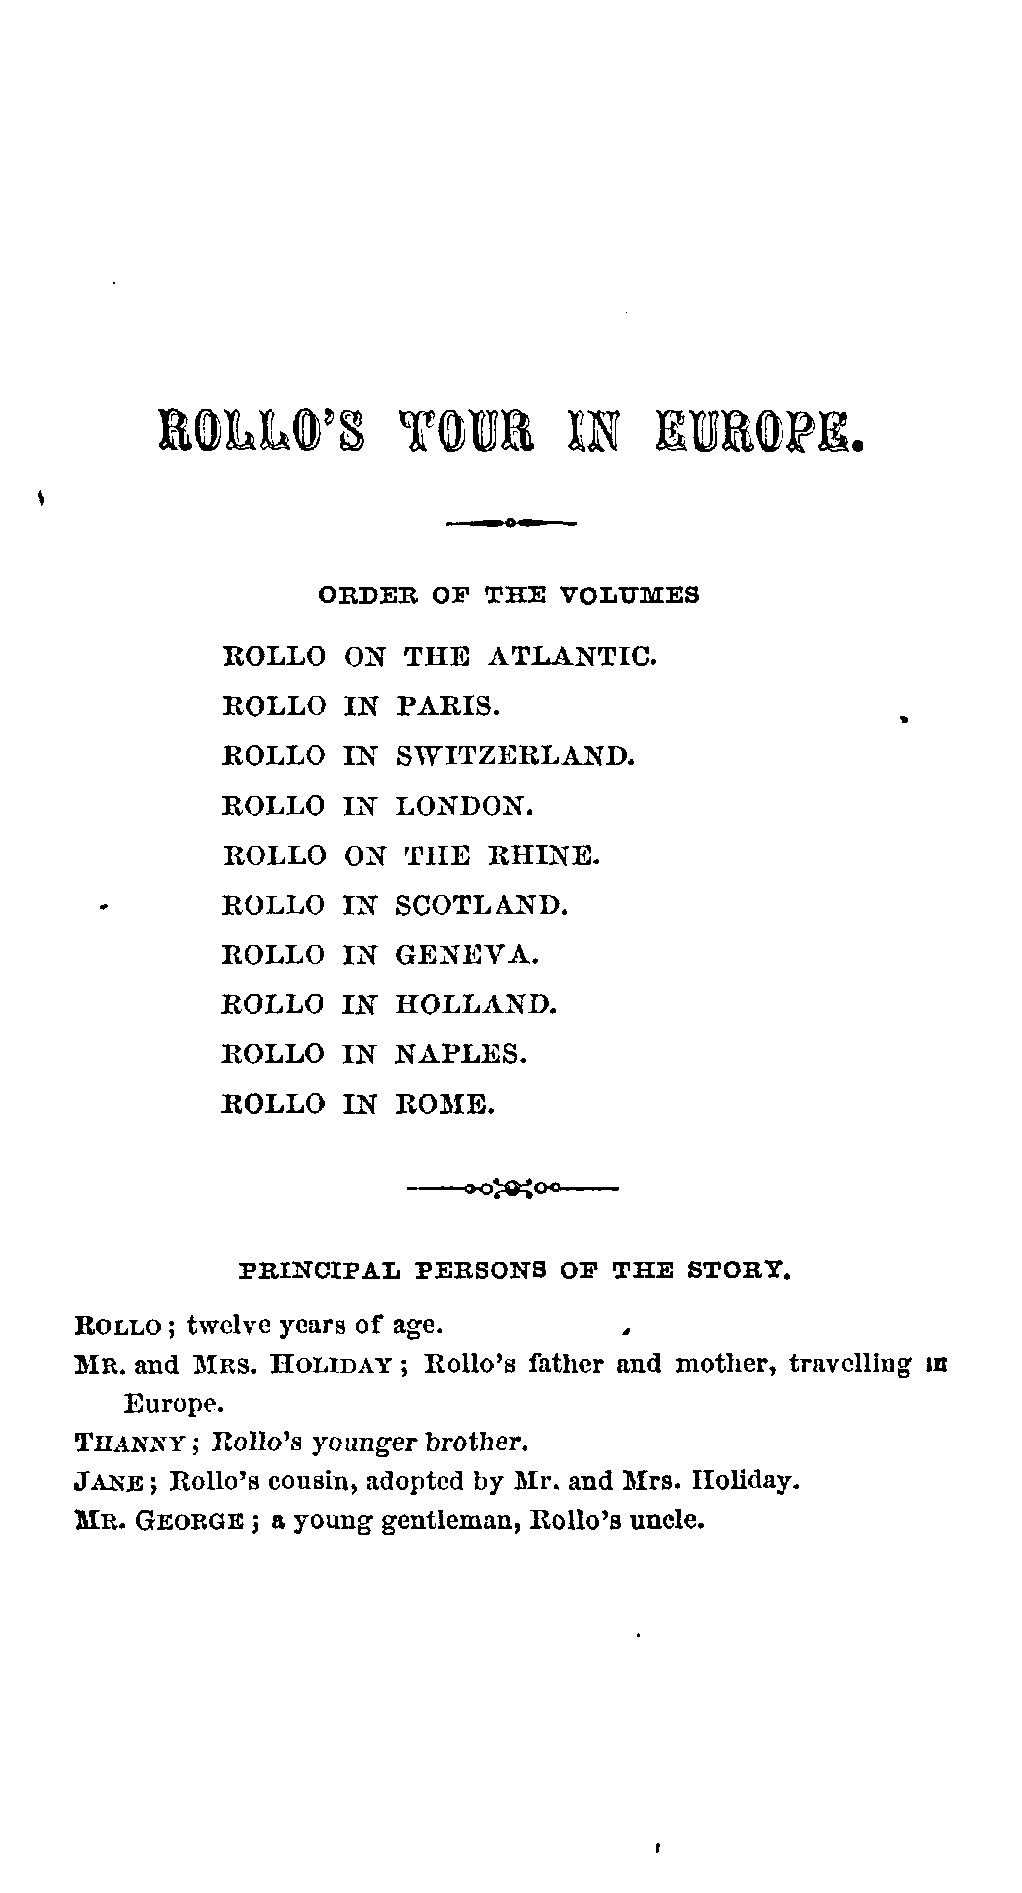 ROLLO'S TOUR IN EUROPE.
ORDER OF THE VOLUMES
ROLLO ON THE ATLANTIC.
ROLLO IN PARIS.
ROLLO IN SWITZERLAND.
ROLLO IN LONDON.
ROLLO ON THE RHINE.
ROLLO IN SCOTLAND.
ROLLO IN GENEVA.
ROLLO IN HOLLAND.
ROLLO IN NAPLES.
ROLLO IN ROME.
PRINCIPAL PERSONS OF THE STORY.
ROLLO; twelve years of age.
MR. and MRS. HOLIDAY; Rollo's father and mother, travelling in
Europe.
THANNY; Rollo's younger brother.
JANE; Rollo's cousin, adopted by Mr. and Mrs. Holiday.
MR. GEORGE; a young gentleman, Rollo's uncle.